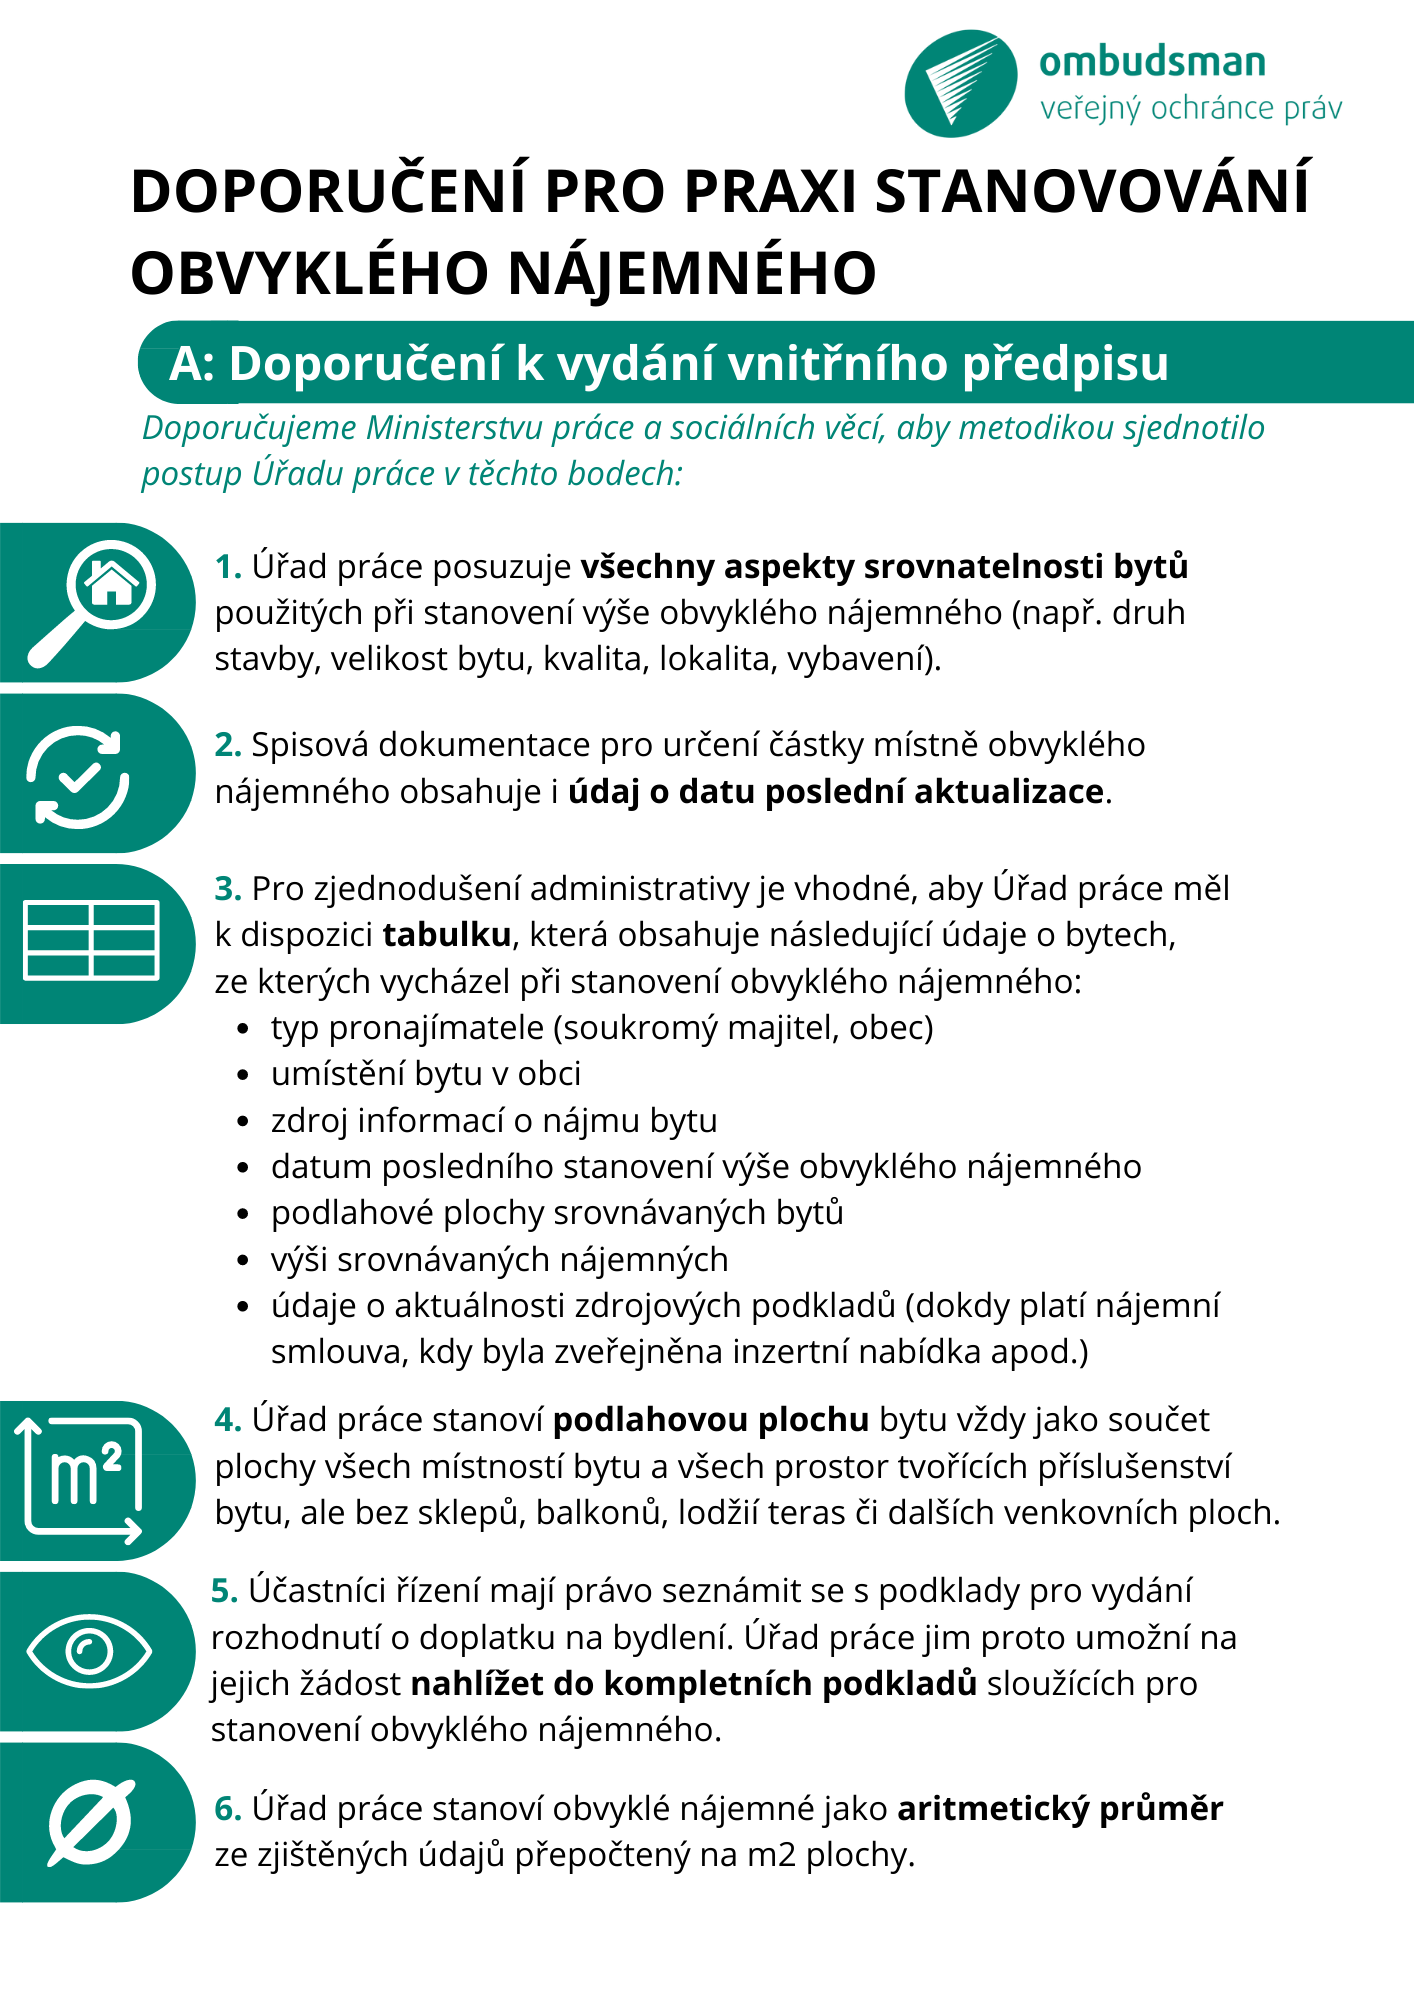 ombudsman
veřejný ochránce práv
DOPORUČENÍ PRO PRAXI STANOVOVÁNÍ
OBVYKLÉHO NÁJEMNÉHO
A: Doporučení k vydání vnitřního předpisu
Doporučujeme Ministerstvu práce a sociálních věcí, aby metodikou sjednotilo
postup Úřadu práce v těchto bodech:
1. Úřad práce posuzuje všechny aspekty srovnatelnosti bytů
použitých při stanovení výše obvyklého nájemného (např. druh
stavby, velikost bytu, kvalita, lokalita, vybavení).
2. Spisová dokumentace pro určení částky místně obvyklého
nájemného obsahuje i údaj o datu poslední aktualizace.
3. Pro zjednodušení administrativy je vhodné, aby Úřad práce měl
k dispozici tabulku, která obsahuje následující údaje o bytech,
ze kterých vycházel při stanovení obvyklého nájemného:
• typ pronajímatele (soukromý majitel, obec)
• umístění bytu v obci
• zdroj informací o nájmu bytu
• datum posledního stanovení výše obvyklého nájemného
• podlahové plochy srovnávaných bytů
• výši srovnávaných nájemných
• údaje o aktuálnosti zdrojových podkladů (dokdy platí nájemní
smlouva, kdy byla zveřejněna inzertní nabídka apod.)
m²
4. Úřad práce stanoví podlahovou plochu bytu vždy jako součet
plochy všech místností bytu a všech prostor tvořících příslušenství
bytu, ale bez sklepů, balkonů, lodžií teras či dalších venkovních ploch.
5. Účastníci řízení mají právo seznámit se s podklady pro vydání
rozhodnutí o doplatku na bydlení. Úřad práce jim proto umožní na
jejich žádost nahlížet do kompletních podkladů sloužících pro
stanovení obvyklého nájemného.
Ø
6. Úřad práce stanoví obvyklé nájemné jako aritmetický průměr
ze zjištěných údajů přepočtený na m2 plochy.